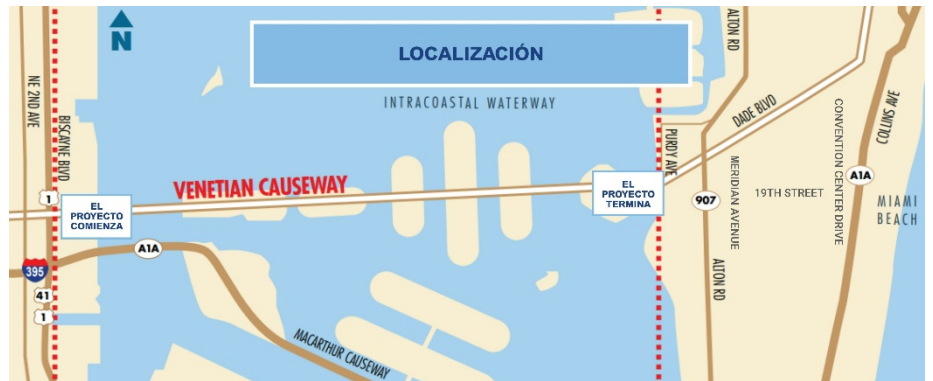 N
LOCALIZACIÓN
INTRACOASTAL WATERWAY
NE 2ND AVE
BISCAYNE BLVD
ALTON RD
DADE BLVD
PURDY AVE
COLLINS AVE
CONVENTION CENTER DRIVE
MERIDIAN AVENUE
19TH STREET
VENETIAN CAUSEWAY
EL
PROYECTO
COMIENZA
EL
PROYECTO
TERMINA
1
A1A
907
A1A
MIAMI
BEACH
395
41
1
ALTON RD
MACARTHUR CAUSEWAY